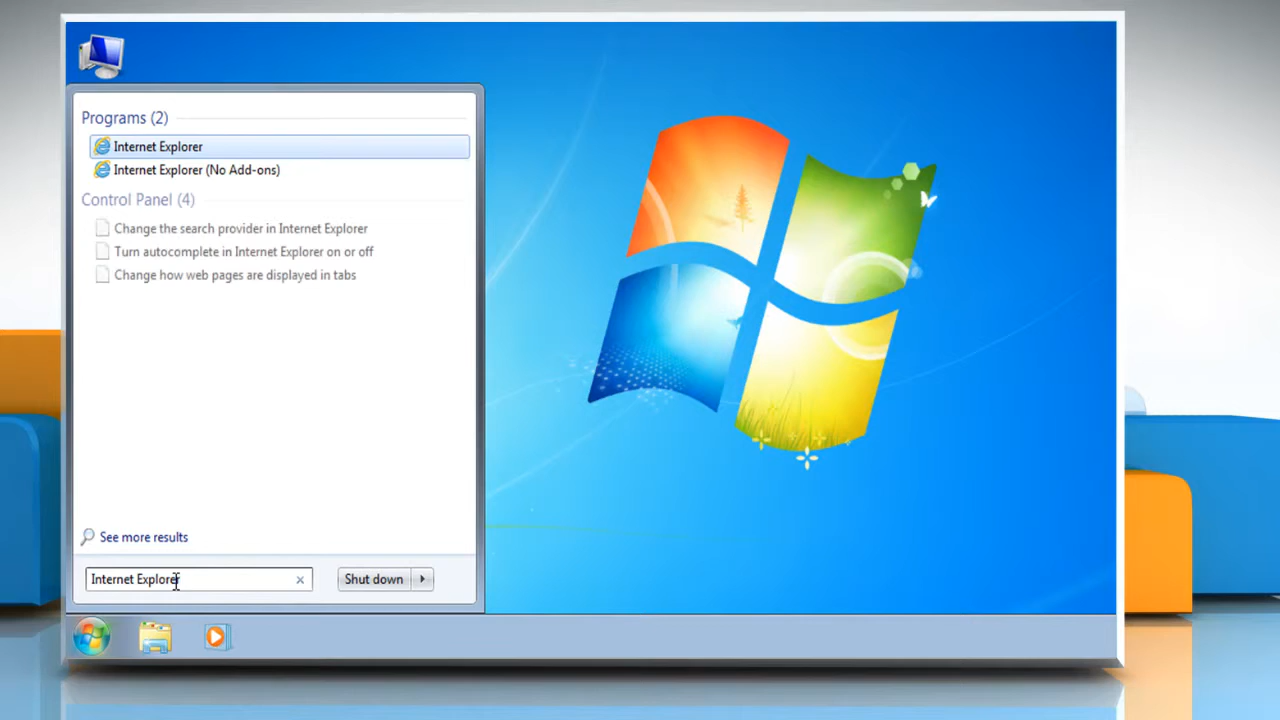 Programs (2)
Internet Explorer
Internet Explorer (No Add-ons)
Control Panel (4)
Change the search provider in Internet Explorer
Turn autocomplete in Internet Explorer on or off
Change how web pages are displayed in tabs
See more results
Internet Explorer
Shut down